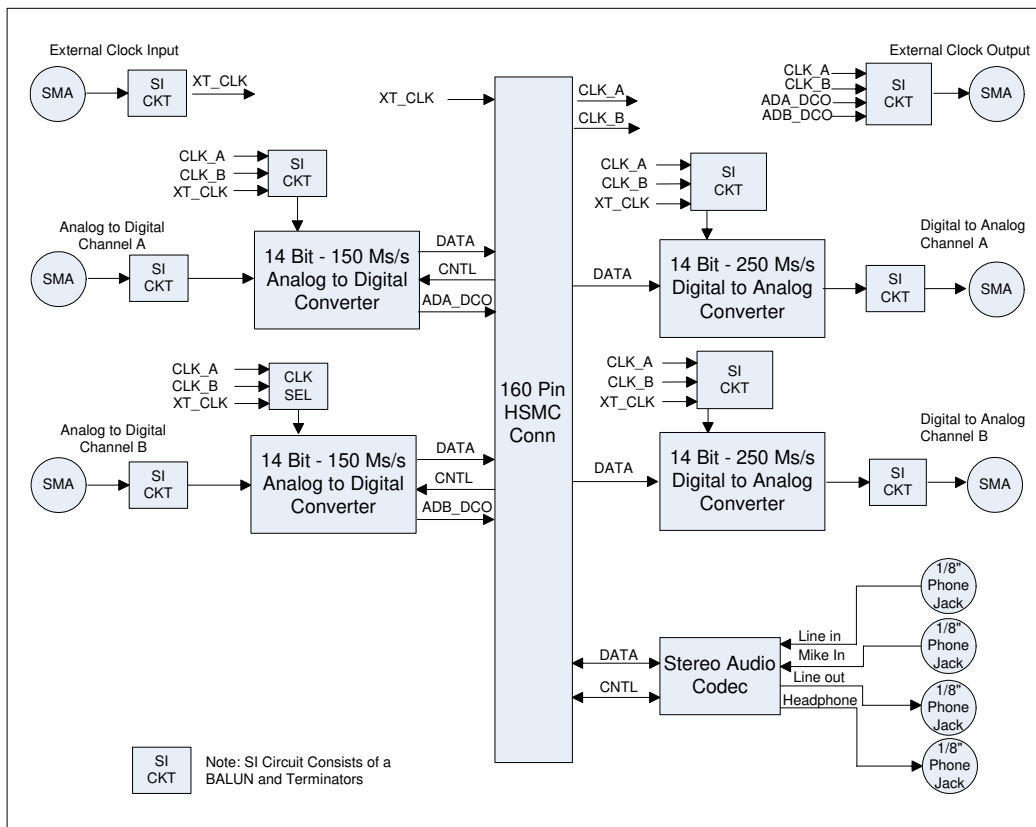 External Clock Input
SMA
SI
CKT
XT_CLK
XT_CLK
CLK_A
CLK_B
External Clock Output
CLK_A
CLK_B
ADA_DCO
ADB_DCO
SI
CKT
SMA
CLK_A
CLK_B
XT_CLK
SI
CKT
Analog to Digital
Channel A
SMA
SI
CKT
14 Bit - 150 Ms/s
Analog to Digital
Converter
DATA
CNTL
ADA_DCO
CLK_A
CLK_B
XT_CLK
SI
CKT
DATA
14 Bit - 250 Ms/s
Digital to Analog
Converter
Digital to Analog
Channel A
SI
CKT
SMA
160 Pin
HSMC
Conn
CLK_A
CLK_B
XT_CLK
CLK
SEL
Analog to Digital
Channel B
SMA
SI
CKT
14 Bit - 150 Ms/s
Analog to Digital
Converter
DATA
CNTL
ADB_DCO
CLK_A
CLK_B
XT_CLK
SI
CKT
DATA
14 Bit - 250 Ms/s
Digital to Analog
Converter
Digital to Analog
Channel B
SI
CKT
SMA
DATA
CNTL
Stereo Audio
Codec
Line in
Mike In
Line out
Headphone
1/8"
Phone
Jack
1/8"
Phone
Jack
1/8"
Phone
Jack
1/8"
Phone
Jack
SI
CKT
Note: SI Circuit Consists of a
BALUN and Terminators